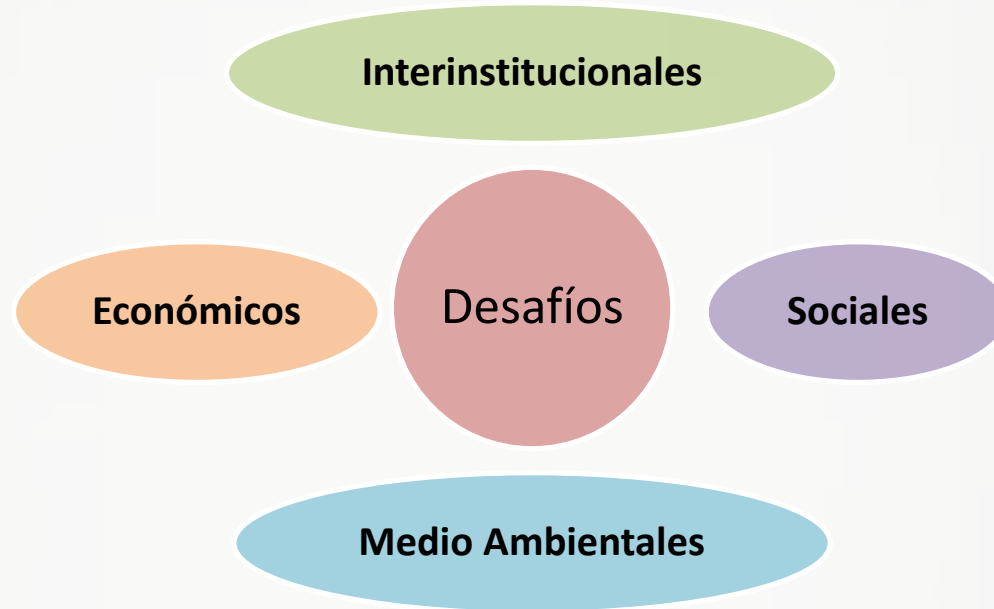 Interinstitucionales
Económicos
Desafíos
Sociales
Medio Ambientales